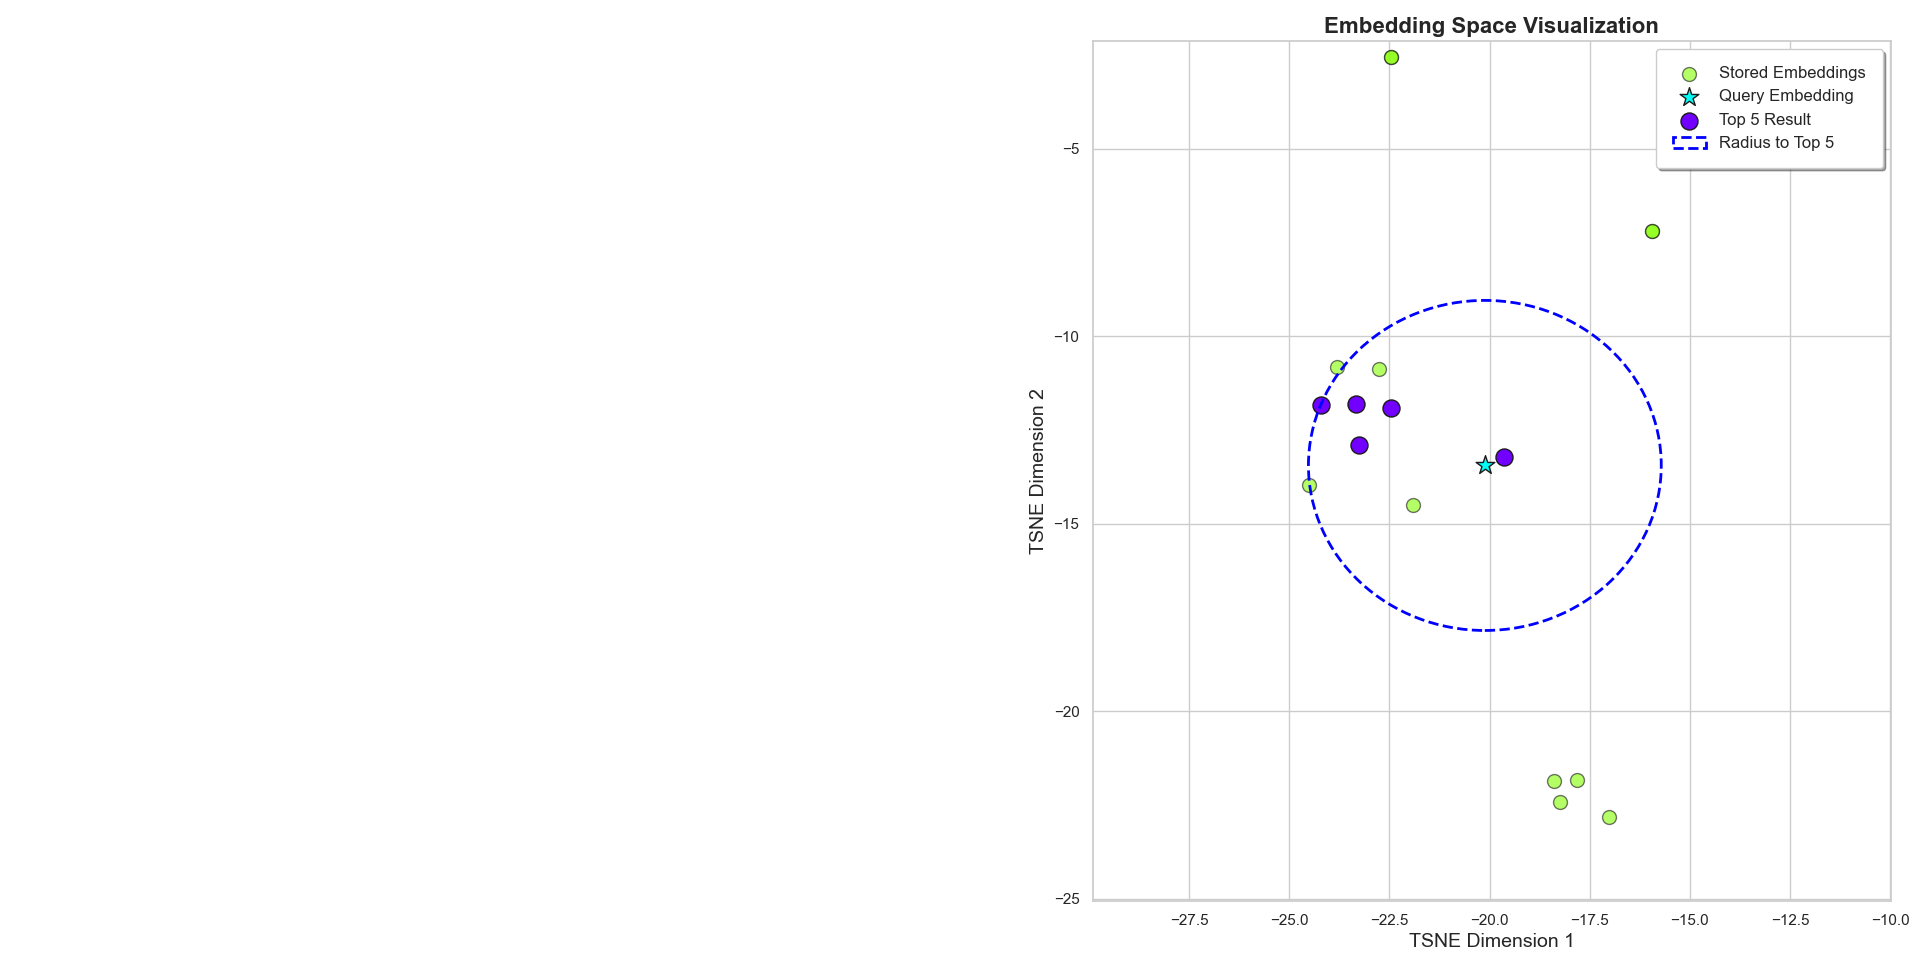 Embedding Space Visualization
Stored Embeddings
Query Embedding
Top 5 Result
Radius to Top 5
−5
−10
−15
−20
−25
TSNE Dimension 2
−27.5
−25.0
−22.5
−20.0
−17.5
−15.0
−12.5
−10.0
TSNE Dimension 1